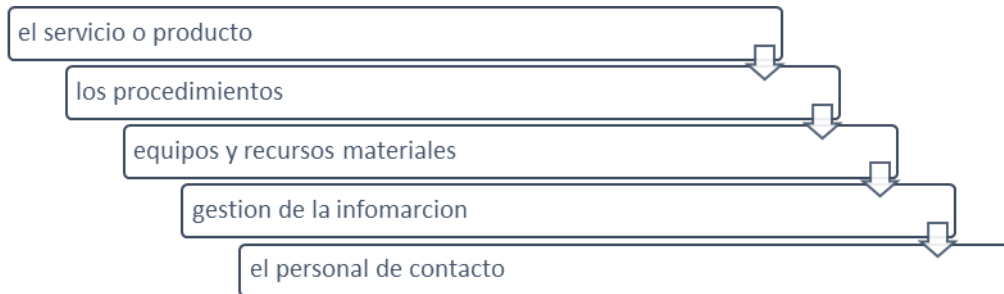 el servicio o producto
los procedimientos
equipos y recursos materiales
gestion de la infomarcion
el personal de contacto